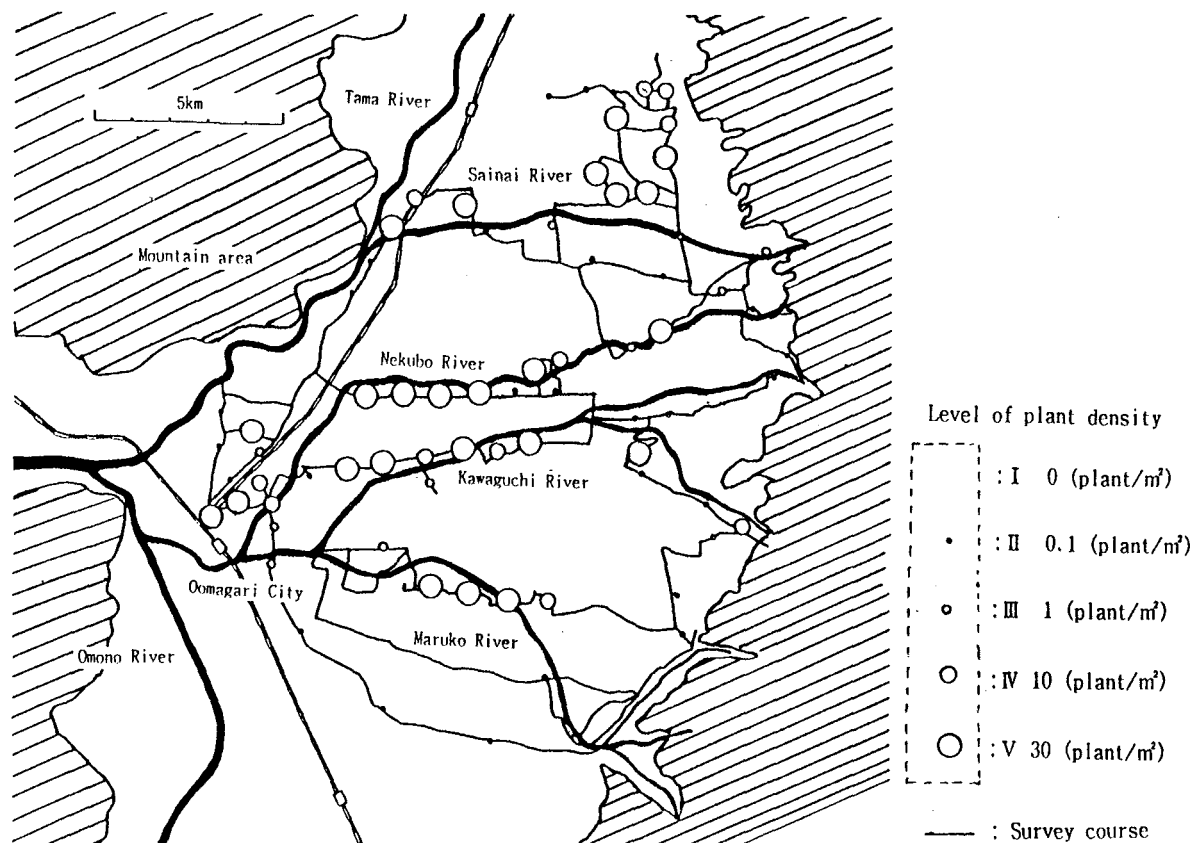 5km
Tama River
Sainai River
Mountain area
Nekubo River
Kawaguchi River
Oomagari City
Maruko River
Omono River
Level of plant density
: I 0 (plant/㎡)
: Ⅱ 0.1 (plant/㎡)
: Ⅲ 1 (plant/㎡)
: Ⅳ 10 (plant/㎡)
: V 30 (plant/㎡)
: Survey course